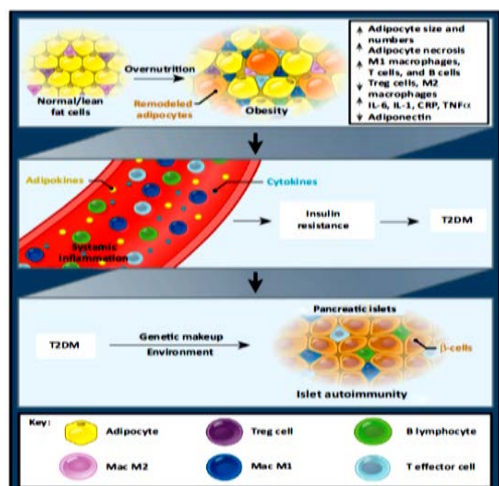 Normal/lean
fat cells
Overnutrition
Remodeled
adipocytes
Obesity
Adipocyte size and
numbers
Adipocyte necrosis
M1 macrophages,
T cells, and B cells
Treg cells, M2
macrophages
IL-6, IL-1, CRP, TNFα
Adiponectin
Adipokines
Cytokines
Systemic
inflammation
Insulin
resistance
T2DM
T2DM
Genetic makeup
Environment
Pancreatic islets
β-cells
Islet autoimmunity
Key:
Adipocyte
Treg cell
B lymphocyte
Mac M2
Mac M1
T effector cell